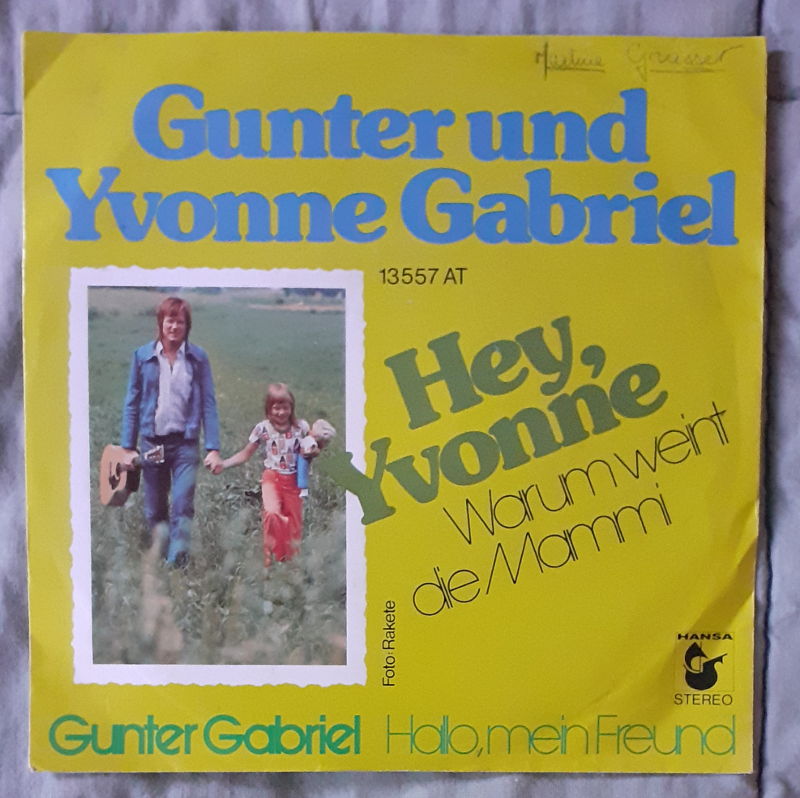 Grasser
Gunter und
Yvonne Gabriel
13557 AT
Hey,
Yvonne
Warum weint
die Mammi
Foto: Rakete
HANSA
STEREO
Gunter Gabriel Hallo, mein Freund